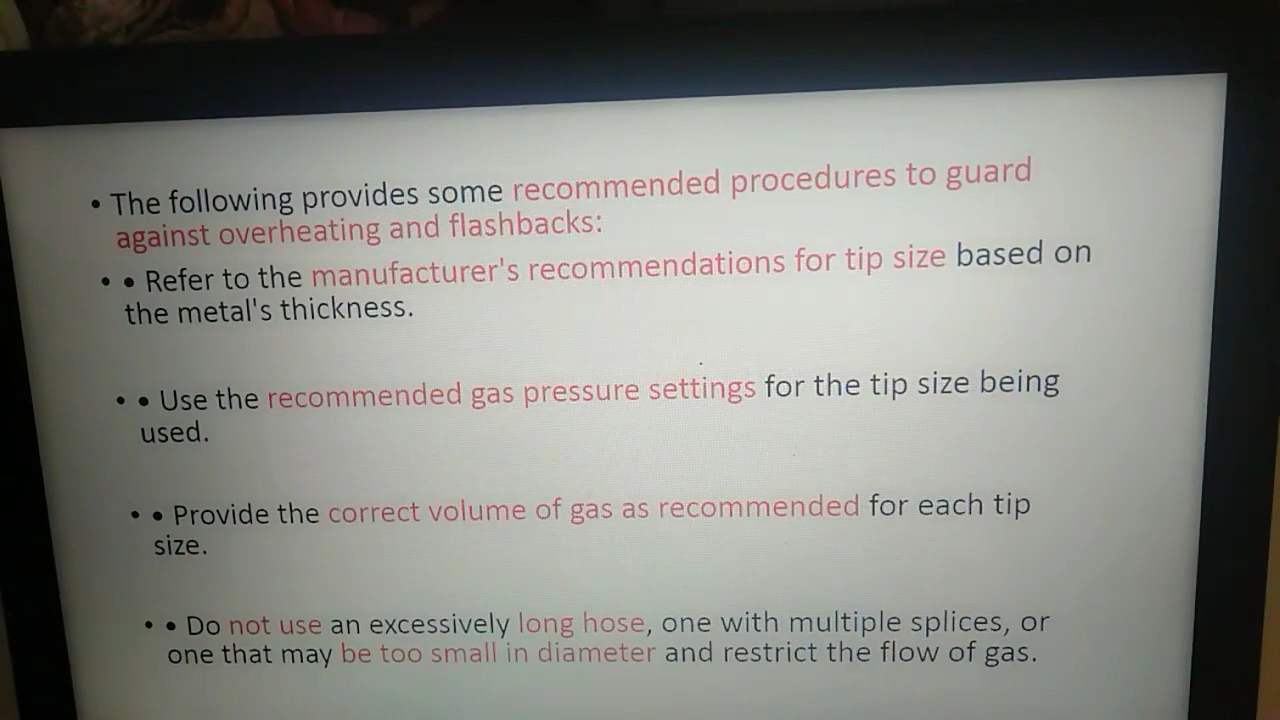 • The following provides some recommended procedures to guard
against overheating and flashbacks:
• • Refer to the manufacturer's recommendations for tip size based on
the metal's thickness.
• • Use the recommended gas pressure settings for the tip size being
used.
• • Provide the correct volume of gas as recommended for each tip
size.
• • Do not use an excessively long hose, one with multiple splices, or
one that may be too small in diameter and restrict the flow of gas.